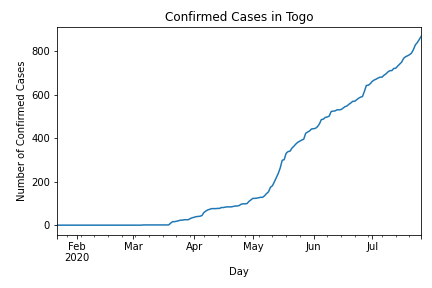 Confirmed Cases in Togo
Number of Confirmed Cases
800
600
400
200
0
Feb Mar Apr May Jun Jul
2020
Day